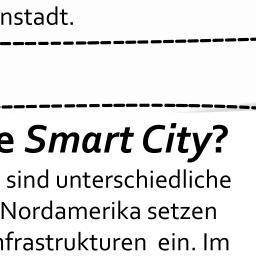 nstadt.
e Smart City?
sind unterschiedliche
Nordamerika setzen
nfrastrukturen ein. Im